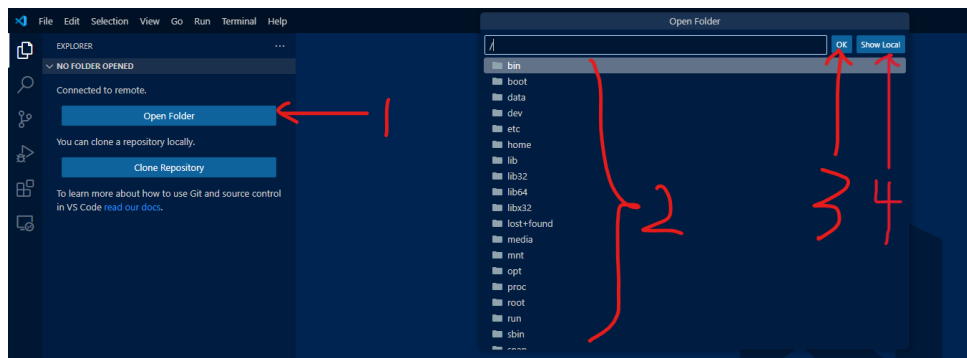 File Edit Selection View Go Run Terminal Help
Open Folder
EXPLORER ...
NO FOLDER OPENED
Connected to remote.
Open Folder
1
You can clone a repository locally.
Clone Repository
To learn more about how to use Git and source control
in VS Code read our docs.
/
OK Show Local
bin
boot
data
dev
etc
home
lib
lib32
lib64
libx32
lost+found
media
mnt
opt
proc
root
run
sbin
2
3
4